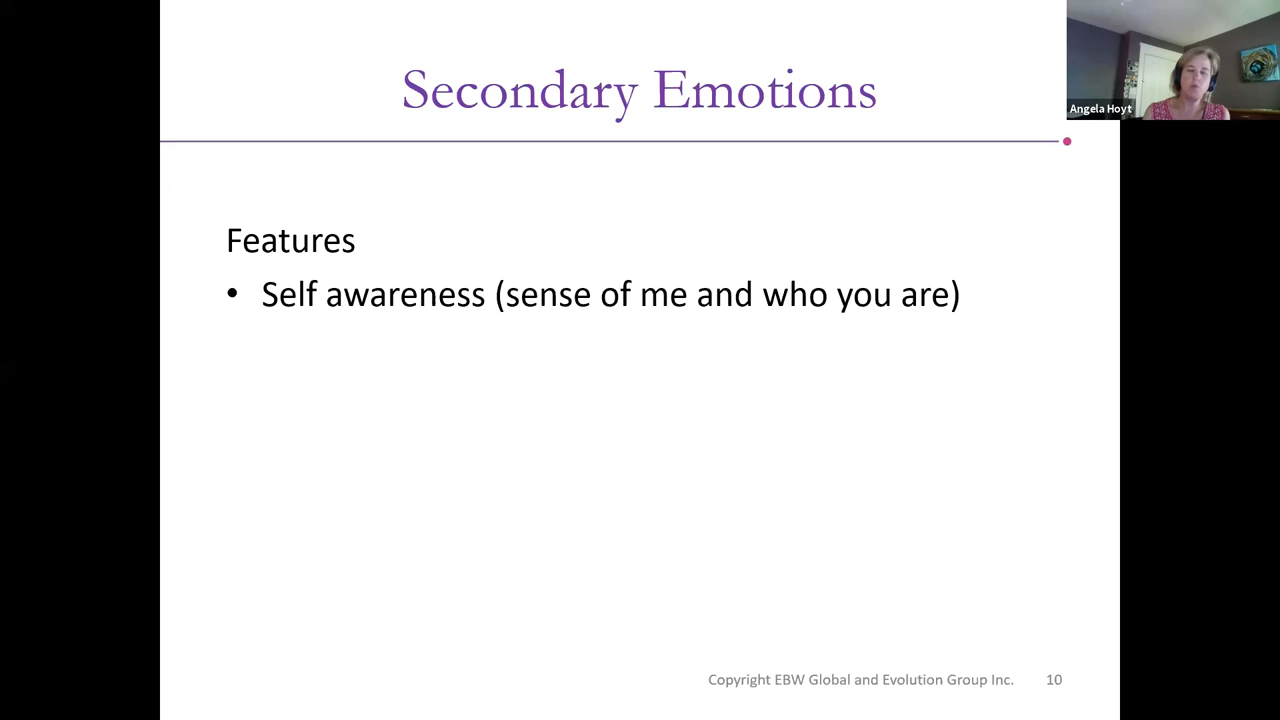 Secondary Emotions
Angela Hoyt
Features
• Self awareness (sense of me and who you are)
Copyright EBW Global and Evolution Group Inc. 10